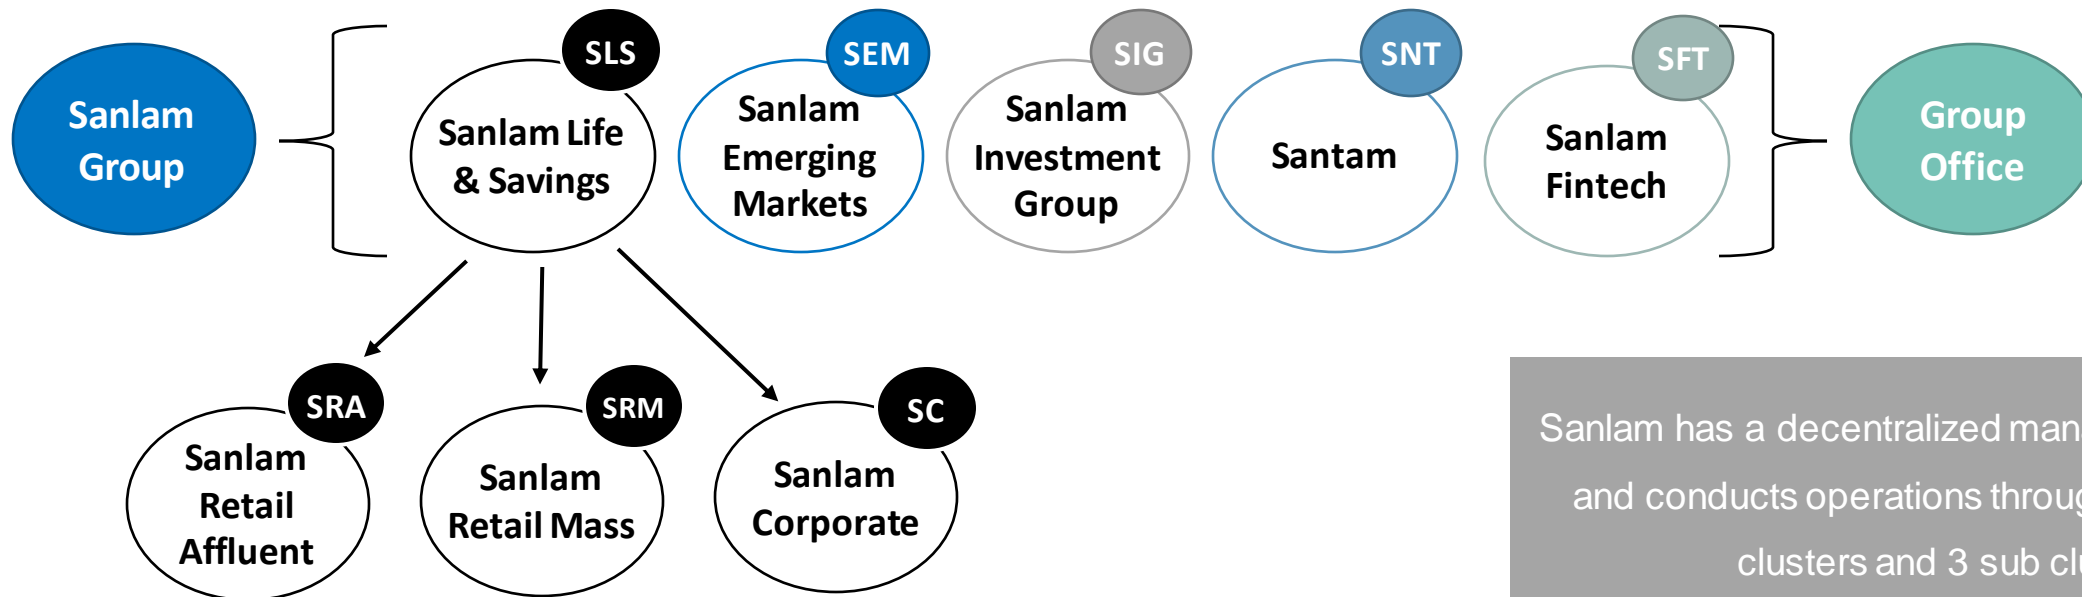 Sanlam
Group
SLS
Sanlam Life
& Savings
SEM
Sanlam
Emerging
Markets
SIG
Sanlam
Investment
Group
SNT
Santam
SFT
Sanlam
Fintech
Group
Office
SRA
Sanlam
Retail
Affluent
SRM
Sanlam
Retail Mass
SC
Sanlam
Corporate
Sanlam has a decentralized
and conducts operations
clusters and 3 sub